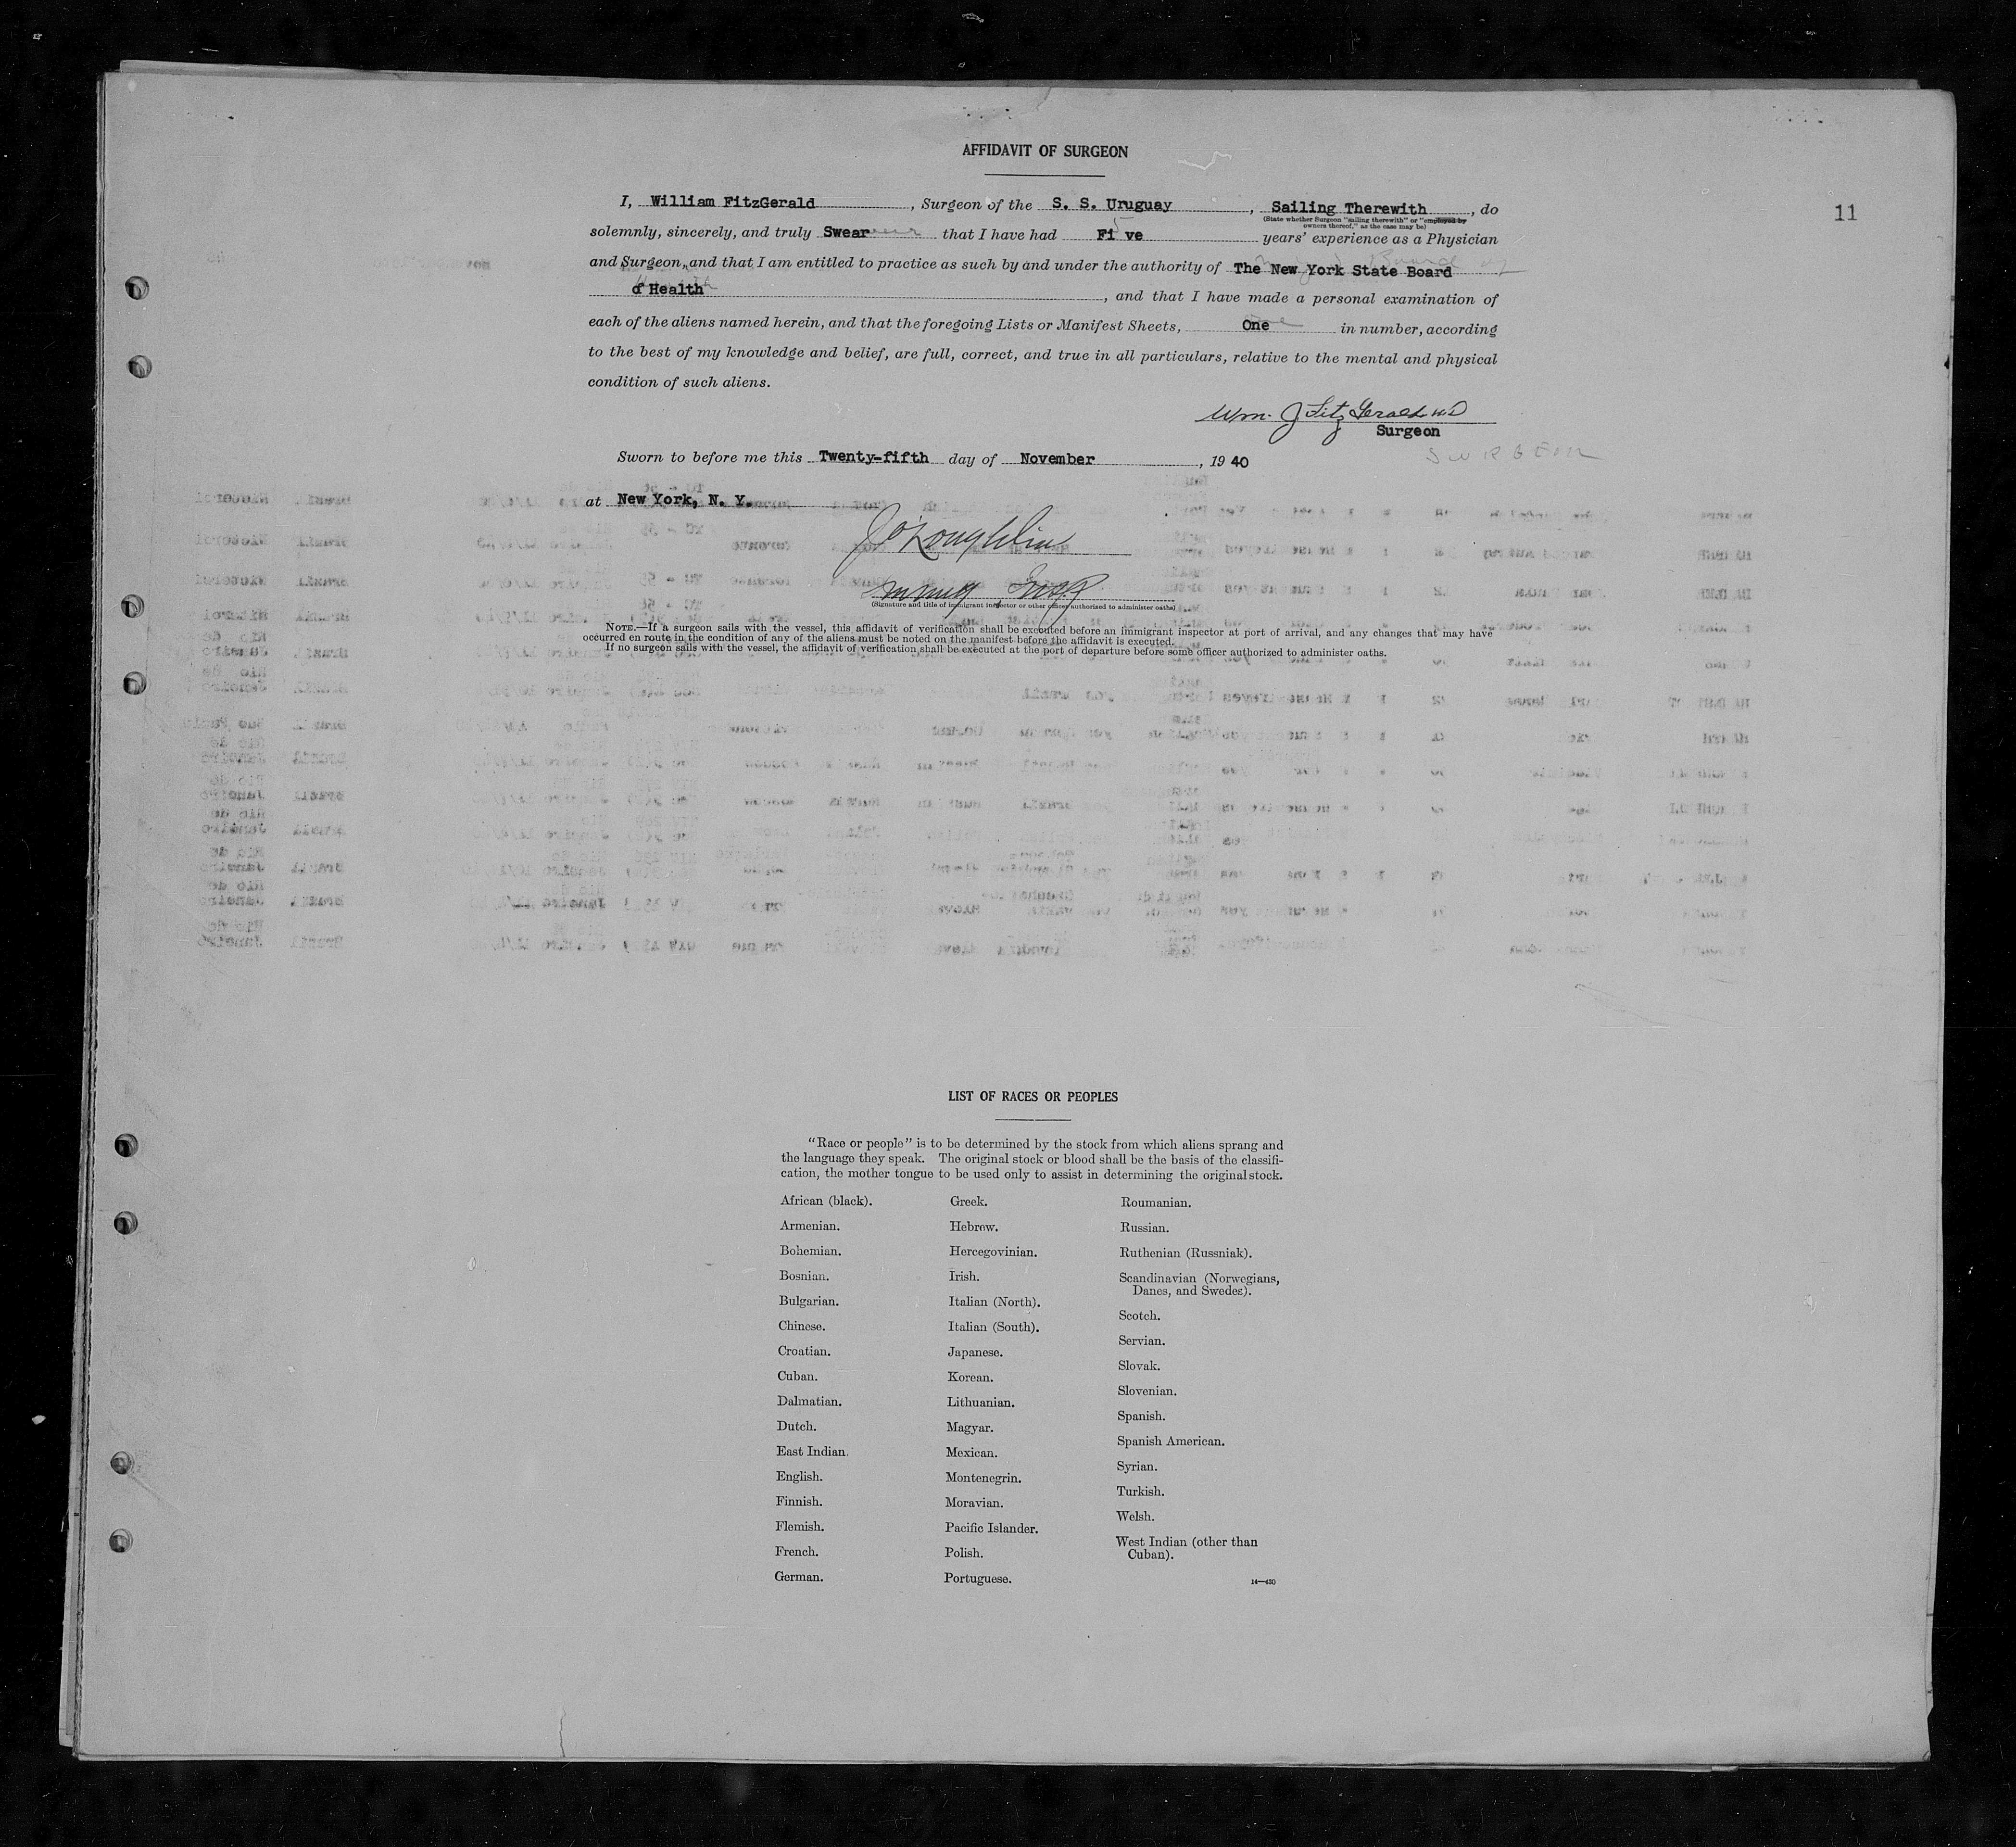 AFFIDAVIT OF SURGEON
11
I, William FitzGerald, Surgeon of the S. S. Uruguay, Sailing Therewith, do
(State whether Surgeon "sailing therewith" or "employed by
owners thereof," as the case may be)
solemnly, sincerely, and truly Swear that I have had Five years' experience as a Physician
and Surgeon, and that I am entitled to practice as such by and under the authority of The New York State Board
of Health, and that I have made a personal examination of
each of the aliens named herein, and that the foregoing Lists or Manifest Sheets, One in number, according
to the best of my knowledge and belief, are full, correct, and true in all particulars, relative to the mental and physical
condition of such aliens.
Wm. J FitzGerald MD
Surgeon
SURGEON
Sworn to before me this Twenty-fifth day of November, 1940
at New York, N. Y.
J O'Loughlin
Immig Insp.
(Signature and title of immigrant inspector or other officer authorized to administer oaths)
NOTE.—If a surgeon sails with the vessel, this affidavit of verification shall be executed before an immigrant inspector at port of arrival, and any changes that may have
occurred en route in the condition of any of the aliens must be noted on the manifest before the affidavit is executed.
If no surgeon sails with the vessel, the affidavit of verification shall be executed at the port of departure before some officer authorized to administer oaths.
LIST OF RACES OR PEOPLES
"Race or people" is to be determined by the stock from which aliens sprang and
the language they speak. The original stock or blood shall be the basis of the classifi-
cation, the mother tongue to be used only to assist in determining the original stock.
African (black).
Armenian.
Bohemian.
Bosnian.
Bulgarian.
Chinese.
Croatian.
Cuban.
Dalmatian.
Dutch.
East Indian.
English.
Finnish.
Flemish.
French.
German.
Greek.
Hebrew.
Hercegovinian.
Irish.
Italian (North).
Italian (South).
Japanese.
Korean.
Lithuanian.
Magyar.
Mexican.
Montenegrin.
Moravian.
Pacific Islander.
Polish.
Portuguese.
Roumanian.
Russian.
Ruthenian (Russniak).
Scandinavian (Norwegians,
Danes, and Swedes).
Scotch.
Servian.
Slovak.
Slovenian.
Spanish.
Spanish American.
Syrian.
Turkish.
Welsh.
West Indian (other than
Cuban).
14—430